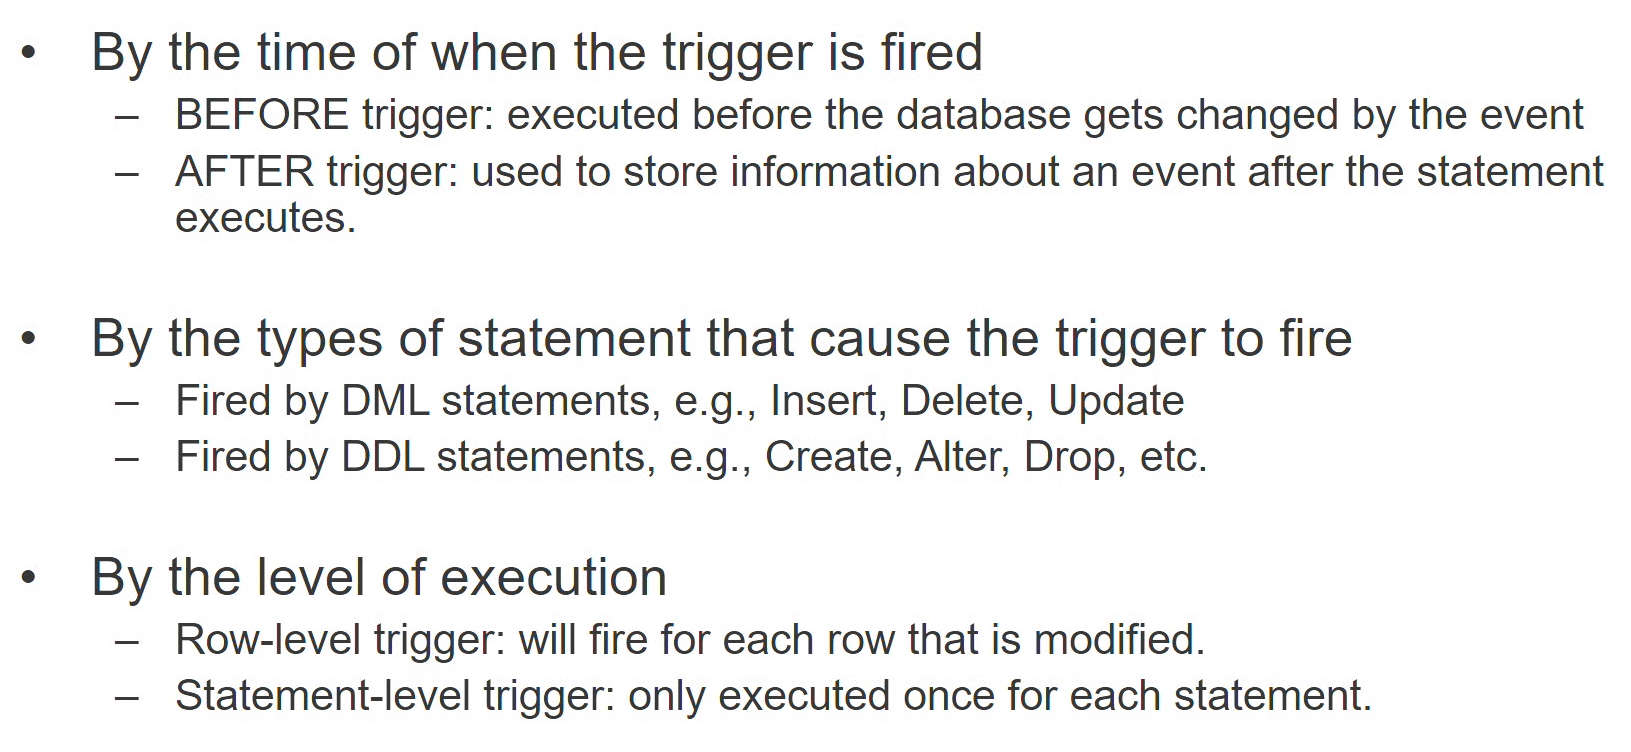 • By the time of when the trigger is fired
– BEFORE trigger: executed before the database gets changed by the event
– AFTER trigger: used to store information about an event after the statement
executes.
• By the types of statement that cause the trigger to fire
– Fired by DML statements, e.g., Insert, Delete, Update
– Fired by DDL statements, e.g., Create, Alter, Drop, etc.
• By the level of execution
– Row-level trigger: will fire for each row that is modified.
– Statement-level trigger: only executed once for each statement.